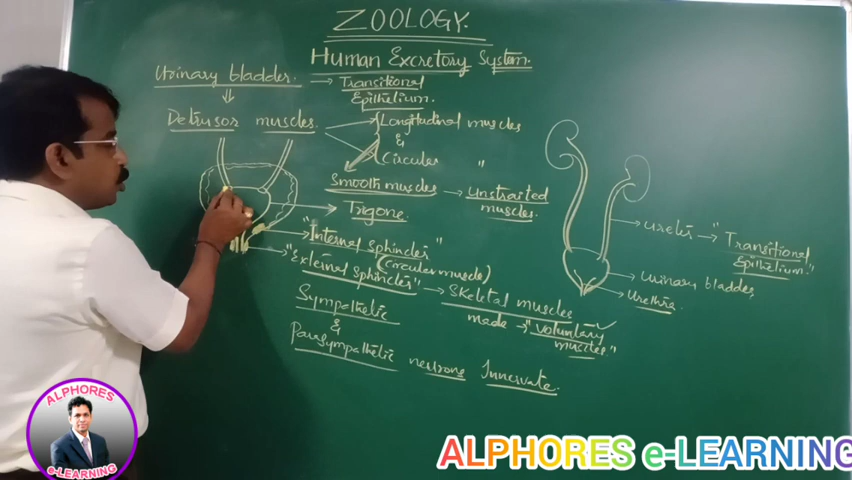 ZOOLOGY.
Human Excretory System.
Urinary bladder.
→ Transitional
Epithelium.
Detrusor muscles.
Longitudinal muscles
&
Circular "
Smooth muscles → Unstraited
muscles.
Trigone.
"Internal sphincter"
(circular muscle)
"External sphincter" → Skeletal muscles
made → "voluntary ✓
muscles."
Sympathetic
&
Parasympathetic nertrons Innervate.
ureter → "Transitional
Epithelium."
Urinary bladder,
Urethra.
ALPHORES
e-LEARNING
ALPHORES e-LEARNING